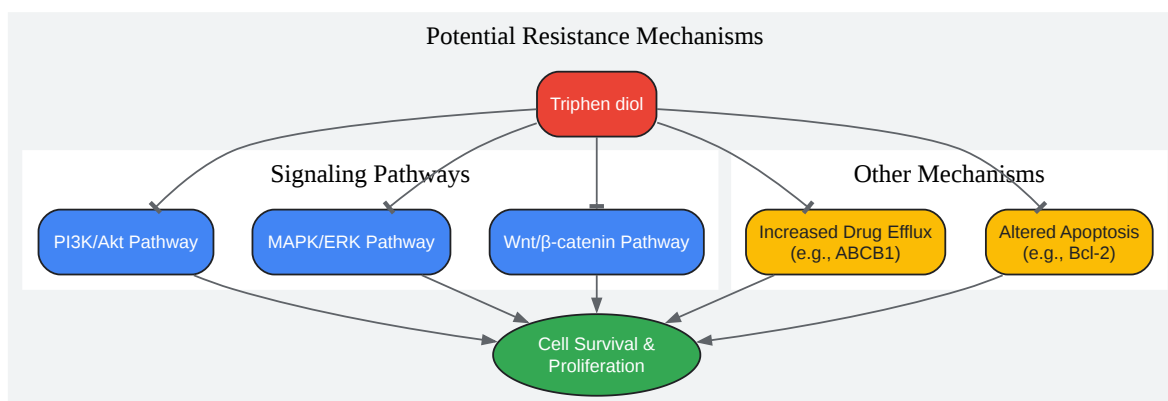 Potential Resistance Mechanisms
Triphen diol
Signaling Pathways
Other Mechanisms
PI3K/Akt Pathway
MAPK/ERK Pathway
Wnt/β-catenin Pathway
Increased Drug Efflux
(e.g., ABCB1)
Altered Apoptosis
(e.g., Bcl-2)
Cell Survival &
Proliferation